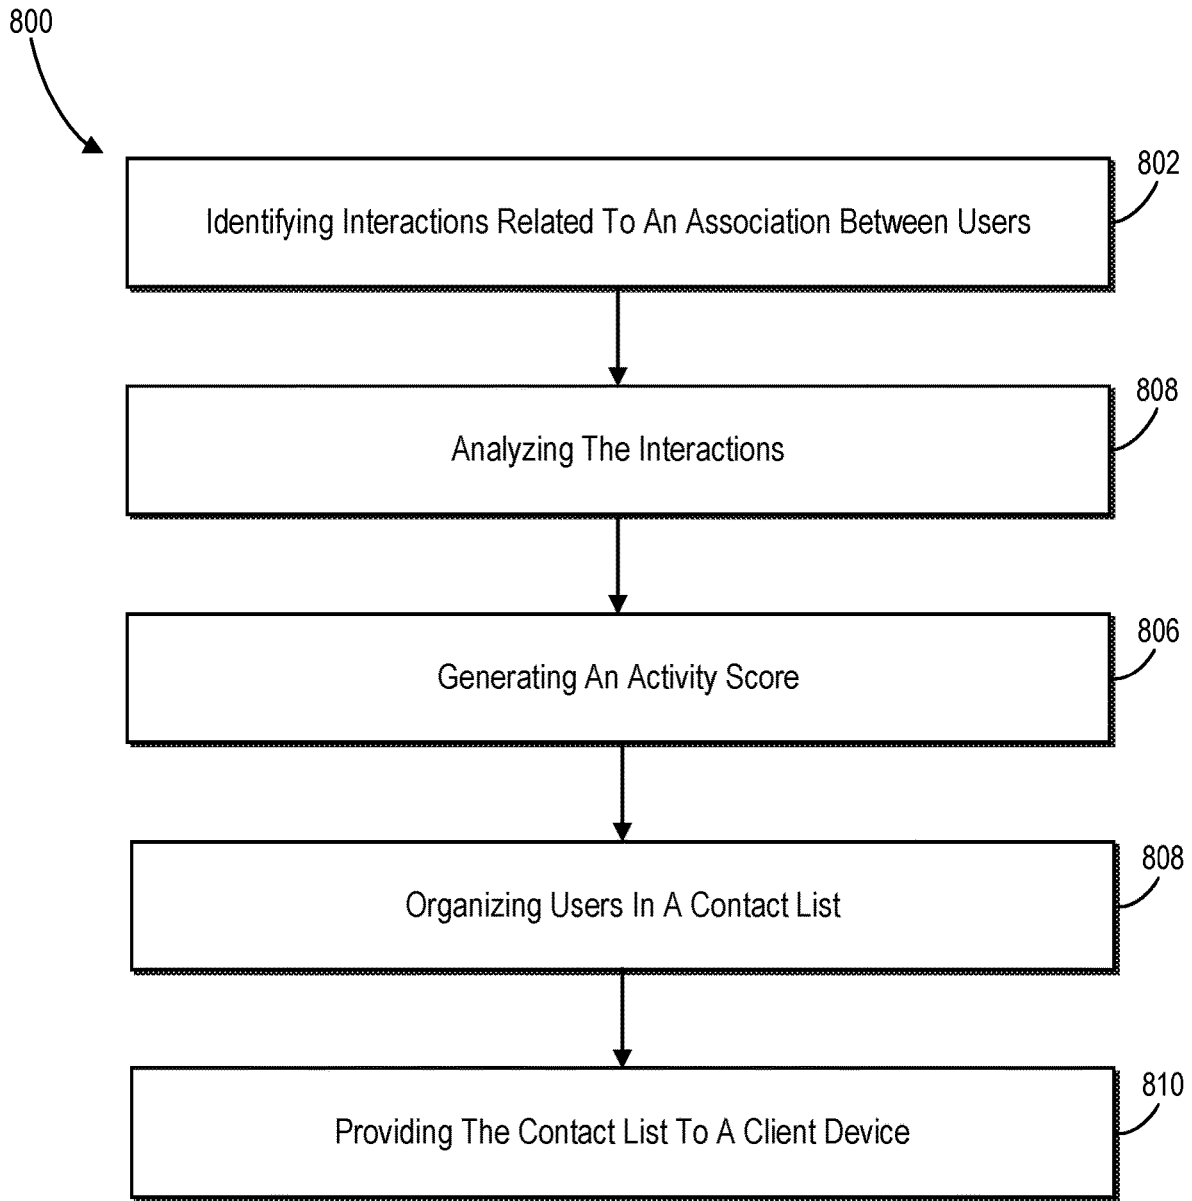 800
802
Identifying Interactions Related To An Association Between Users
808
Analyzing The Interactions
806
Generating An Activity Score
808
Organizing Users In A Contact List
810
Providing The Contact List To A Client Device